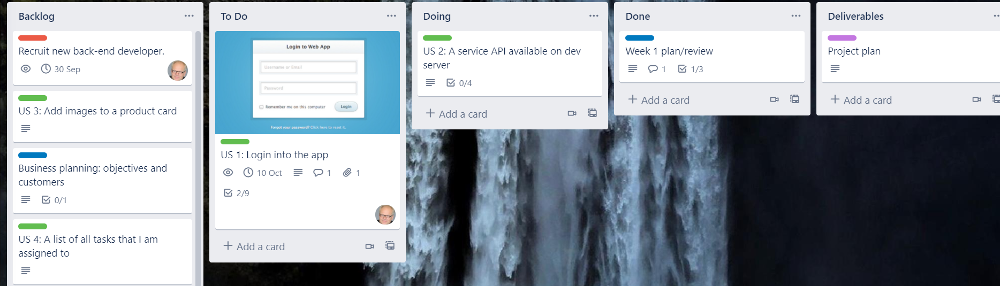 Backlog
Recruit new back-end developer.
30 Sep
US 3: Add images to a product card
Business planning: objectives and
customers
0/1
US 4: A list of all tasks that I am
assigned to
To Do
Login to Web App
Username or Email
Password
Remember me on this computer
Login
Forgot your password? Click here to reset it.
US 1: Login into the app
10 Oct 1 1
2/9
Add a card
Doing
US 2: A service API available on dev
server
0/4
Add a card
Done
Week 1 plan/review
1 1/3
Add a card
Deliverables
Project plan
Add a card